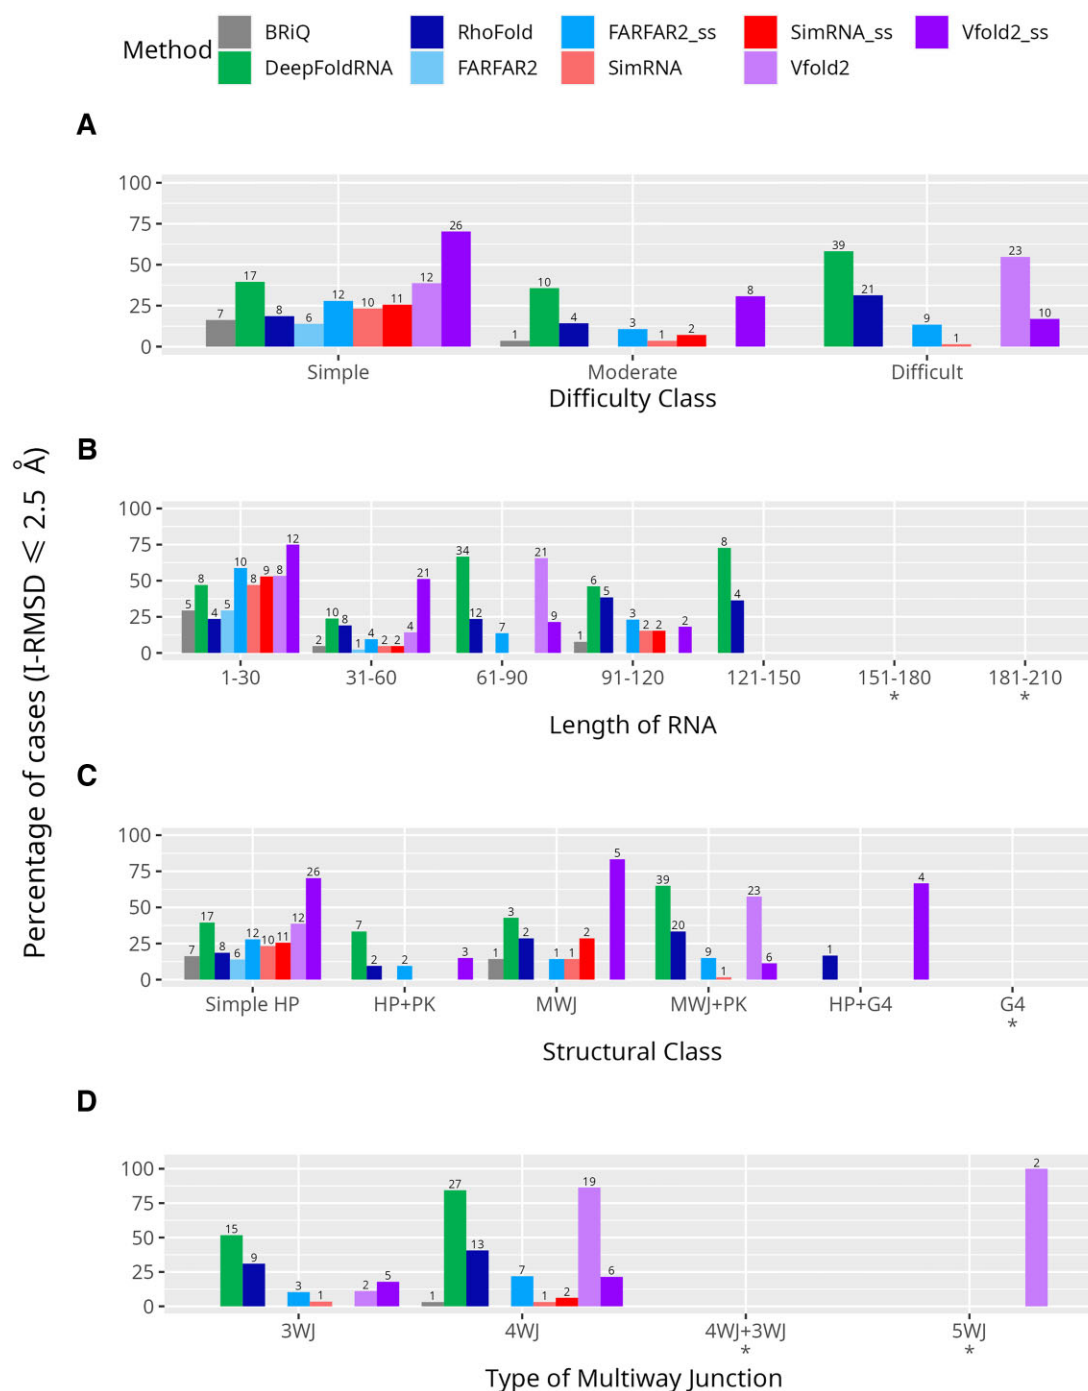 Method
BRiQ
RhoFold
FARFAR2_ss
SimRNA_ss
Vfold2_ss
DeepFoldRNA
FARFAR2
SimRNA
Vfold2
Percentage of cases (I-RMSD ⩽ 2.5 Å)
A
100
75
50
25
0
7 17 8 6 12 10 11 12 26
1 10 4 3 1 2 8
39 21 9 1 23 10
Simple Moderate Difficult
Difficulty Class
B
100
75
50
25
0
5 8 4 5 10 8 9 8 12
2 10 8 1 4 2 2 4 21
34 12 7 21 9
1 6 5 3 2 2 2
8 4
1-30 31-60 61-90 91-120 121-150 151-180 181-210
* *
Length of RNA
C
100
75
50
25
0
7 17 8 6 12 10 11 12 26
7 2 2 3
1 3 2 1 1 2 5
39 20 9 1 23 6
1 4
Simple HP HP+PK MWJ MWJ+PK HP+G4 G4
*
Structural Class
D
100
75
50
25
0
15 9 3 1 2 5
1 27 13 7 1 2 19 6
2
3WJ 4WJ 4WJ+3WJ 5WJ
* *
Type of Multiway Junction